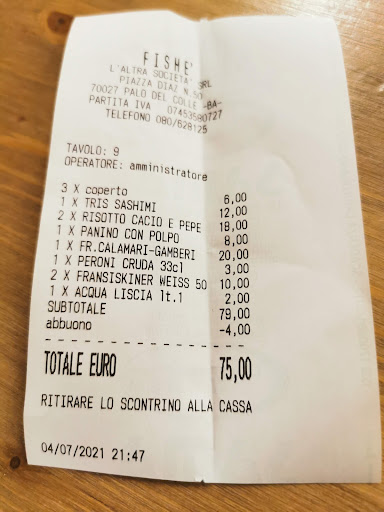 FISHE'
L'ALTRA SOCIETA' SRL
PIAZZA DIAZ N.50
70027 PALO DEL COLLE -BA-
PARTITA IVA 07453580727
TELEFONO 080/628125
TAVOLO: 9
OPERATORE: amministratore
3 X coperto 6,00
1 X TRIS SASHIMI 12,00
2 X RISOTTO CACIO E PEPE 18,00
1 X PANINO CON POLPO 8,00
1 X FR.CALAMARI-GAMBERI 20,00
1 X PERONI CRUDA 33cl 3,00
2 X FRANSISKINER WEISS 50 10,00
1 X ACQUA LISCIA lt.1 2,00
SUBTOTALE 79,00
abbuono -4,00
TOTALE EURO 75,00
RITIRARE LO SCONTRINO ALLA CASSA
04/07/2021 21:47